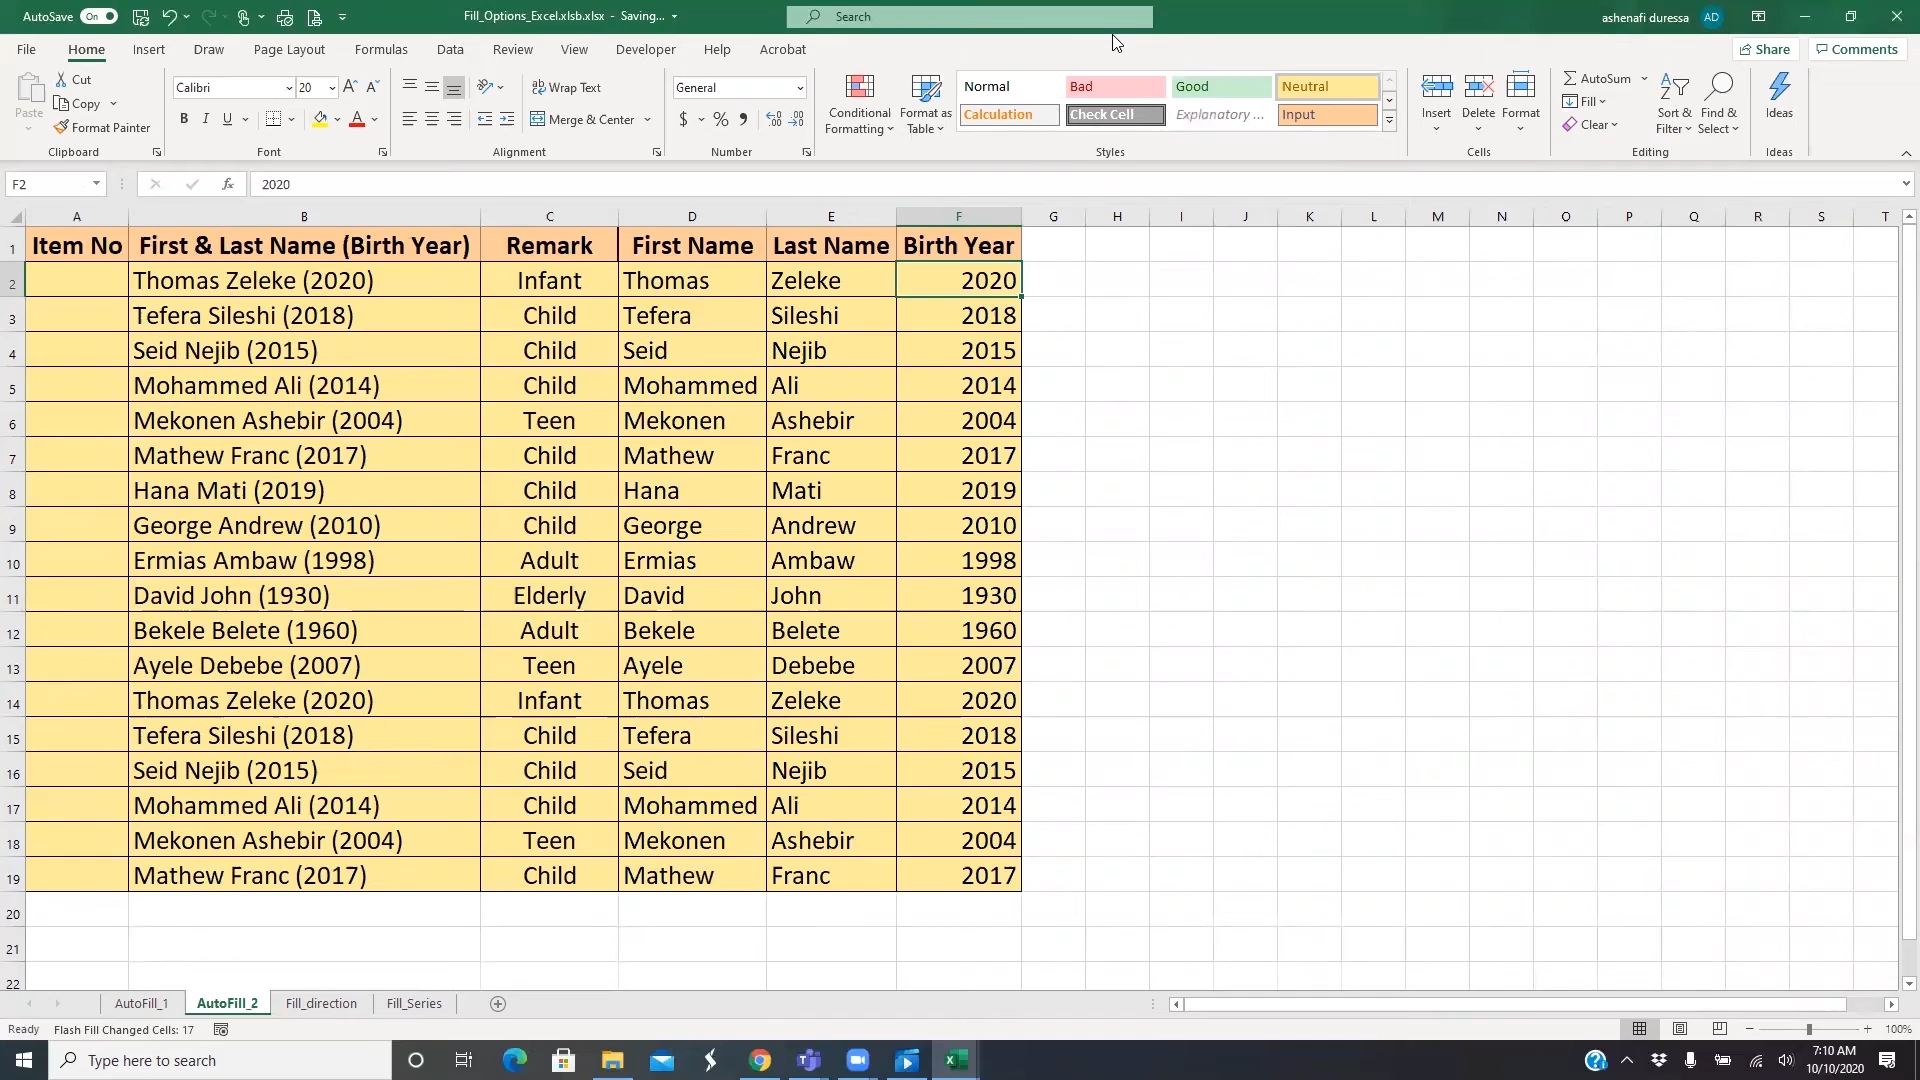 AutoSave On Fill_Options_Excel.xlsb.xlsx - Saving... Search ashenafi duressa AD
File Home Insert Draw Page Layout Formulas Data Review View Developer Help Acrobat Share Comments
Paste Cut Copy Format Painter Clipboard
Calibri 20 A A B I U A Font
Wrap Text Merge & Center Alignment
General $ % Number
Conditional Formatting Format as Table Normal Bad Good Neutral
Calculation Check Cell Explanatory ... Input Styles
Insert Delete Format Cells
AutoSum Fill Clear Sort & Filter Find & Select Editing
Ideas Ideas
F2 fx 2020
A B C D E F G H I J K L M N O P Q R S T
1 Item No First & Last Name (Birth Year) Remark First Name Last Name Birth Year
2 Thomas Zeleke (2020) Infant Thomas Zeleke 2020
3 Tefera Sileshi (2018) Child Tefera Sileshi 2018
4 Seid Nejib (2015) Child Seid Nejib 2015
5 Mohammed Ali (2014) Child Mohammed Ali 2014
6 Mekonen Ashebir (2004) Teen Mekonen Ashebir 2004
7 Mathew Franc (2017) Child Mathew Franc 2017
8 Hana Mati (2019) Child Hana Mati 2019
9 George Andrew (2010) Child George Andrew 2010
10 Ermias Ambaw (1998) Adult Ermias Ambaw 1998
11 David John (1930) Elderly David John 1930
12 Bekele Belete (1960) Adult Bekele Belete 1960
13 Ayele Debebe (2007) Teen Ayele Debebe 2007
14 Thomas Zeleke (2020) Infant Thomas Zeleke 2020
15 Tefera Sileshi (2018) Child Tefera Sileshi 2018
16 Seid Nejib (2015) Child Seid Nejib 2015
17 Mohammed Ali (2014) Child Mohammed Ali 2014
18 Mekonen Ashebir (2004) Teen Mekonen Ashebir 2004
19 Mathew Franc (2017) Child Mathew Franc 2017
20
21
22
AutoFill_1 AutoFill_2 Fill_direction Fill_Series
Ready Flash Fill Changed Cells: 17 100%
Type here to search 7:10 AM
10/10/2020